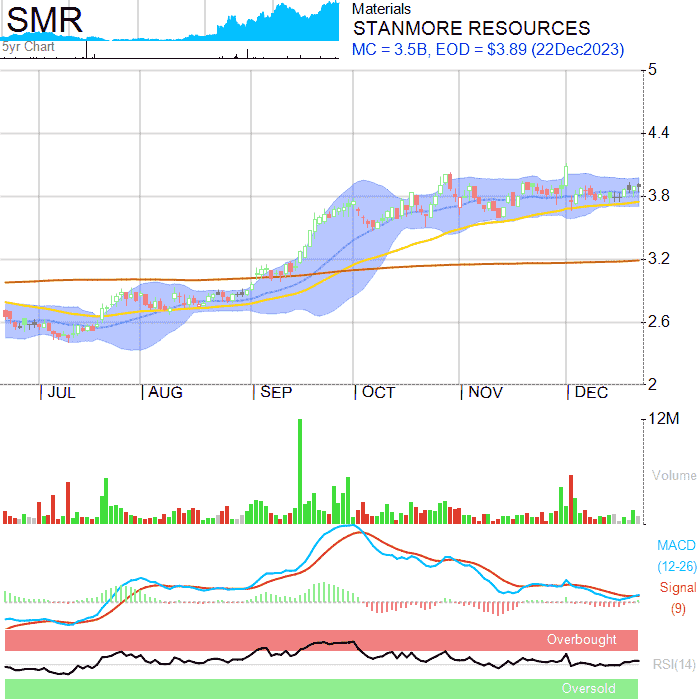 SMR
5yr Chart
Materials
STANMORE RESOURCES
MC = 3.5B, EOD = $3.89 (22Dec2023)
5
4.4
3.8
3.2
2.6
2
JUL AUG SEP OCT NOV DEC
12M
Volume
MACD
(12-26)
Signal
(9)
Overbought
RSI(14)
Oversold